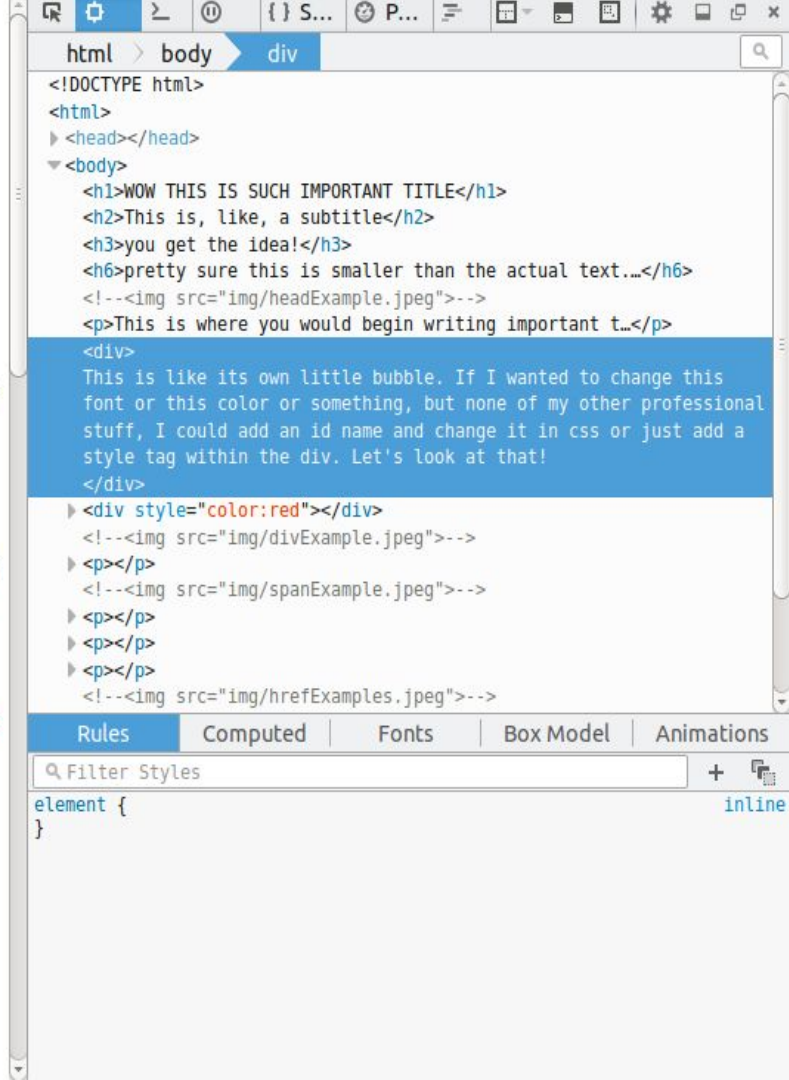 { } S... P...
html body div
<!DOCTYPE html>
<html>
<head></head>
<body>
<h1>WOW THIS IS SUCH IMPORTANT TITLE</h1>
<h2>This is, like, a subtitle</h2>
<h3>you get the idea!</h3>
<h6>pretty sure this is smaller than the actual text.…</h6>
<!--<img src="img/headExample.jpeg">-->
<p>This is where you would begin writing important t…</p>
<div>
This is like its own little bubble. If I wanted to change this
font or this color or something, but none of my other professional
stuff, I could add an id name and change it in css or just add a
style tag within the div. Let's look at that!
</div>
<div style="color:red"></div>
<!--<img src="img/divExample.jpeg">-->
<p></p>
<!--<img src="img/spanExample.jpeg">-->
<p></p>
<p></p>
<p></p>
<!--<img src="img/hrefExamples.jpeg">-->
Rules Computed Fonts Box Model Animations
Filter Styles +
element { inline
}